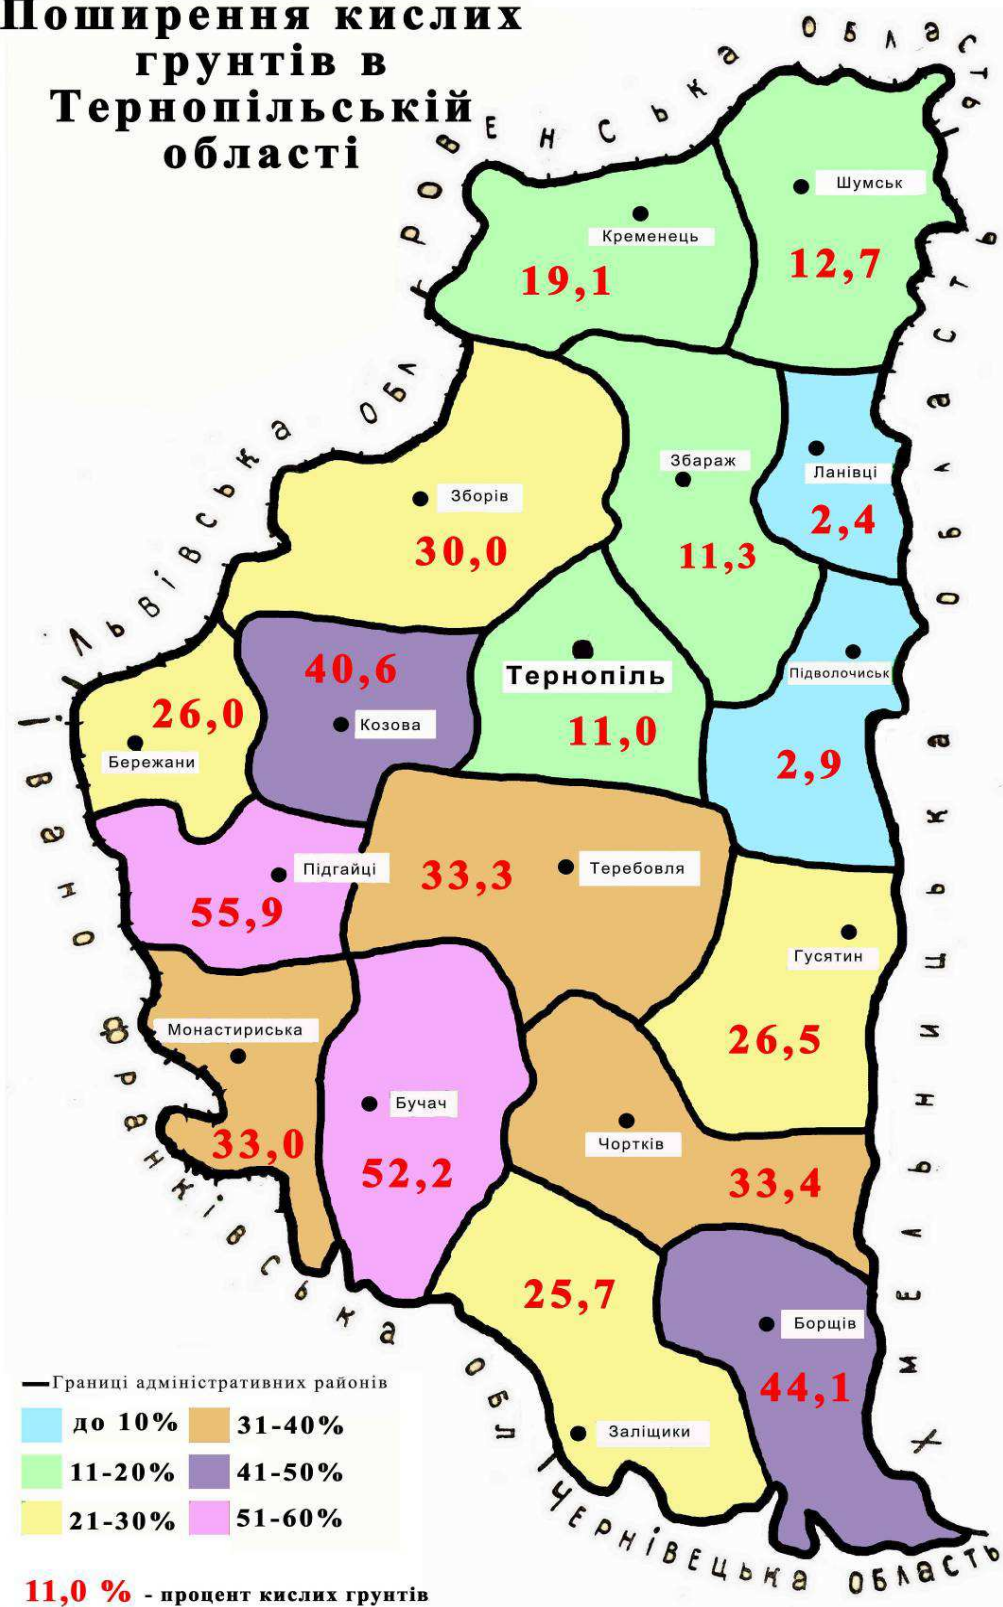 Поширення кислих
грунтів в
Тернопільській
області
РОВЕНСЬКА ОБЛАСТЬ
Шумськ
Кременець
12,7
19,1
ЛЬВІВСЬКА ОБЛ
Збараж
Ланівці
Зборів
2,4
30,0
11,3
40,6
Тернопіль
Підволочиськ
26,0
Козова
11,0
Бережани
2,9
Підгайці
33,3
Теребовля
55,9
Гусятин
Монастириська
26,5
Бучач
33,0
Чортків
52,2
33,4
25,7
Борщів
44,1
Заліщики
ІВАНО ФРАНКІВСЬКА ОБЛ
ЧЕРНІВЕЦЬКА ОБЛАСТЬ
ХМЕЛЬНИЦЬКА ОБЛАСТЬ
Границі адміністративних районів
до 10% 31-40%
11-20% 41-50%
21-30% 51-60%
11,0 % - процент кислих грунтів